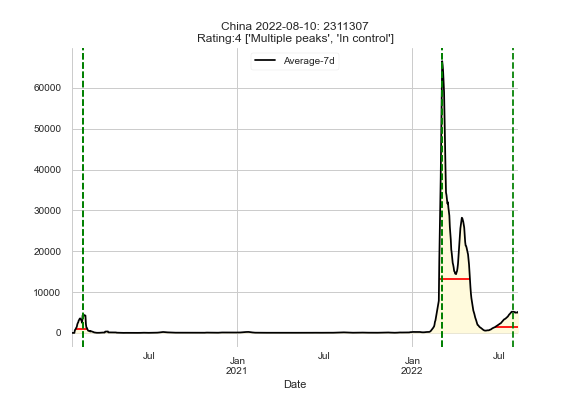 China 2022-08-10: 2311307
Rating:4 ['Multiple peaks', 'In control']
Average-7d
60000
50000
40000
30000
20000
10000
0
Jul
Jan
2021
Jul
Jan
2022
Jul
Date